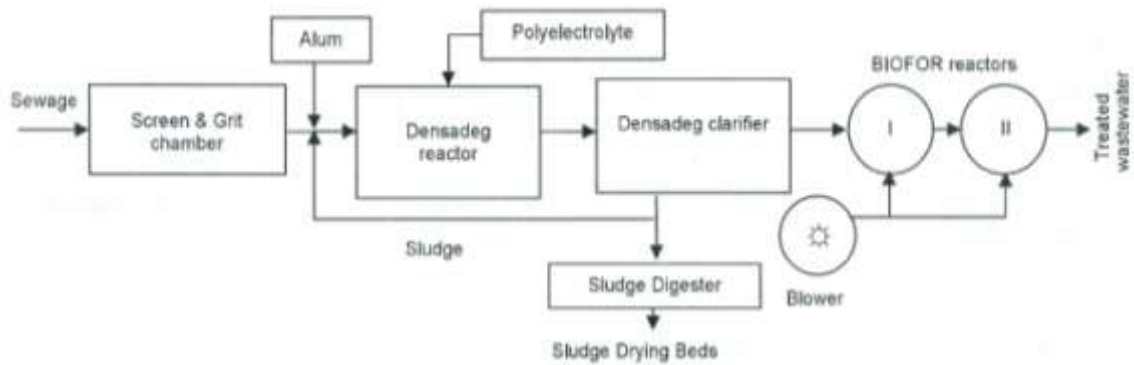 Alum
Polyelectrolyte
BIOFOR reactors
Sewage
Screen & Grit
chamber
Densadeg
reactor
Densadeg clarifier
I
II
Treated
wastewater
Sludge
Blower
Sludge Digester
Sludge Drying Beds